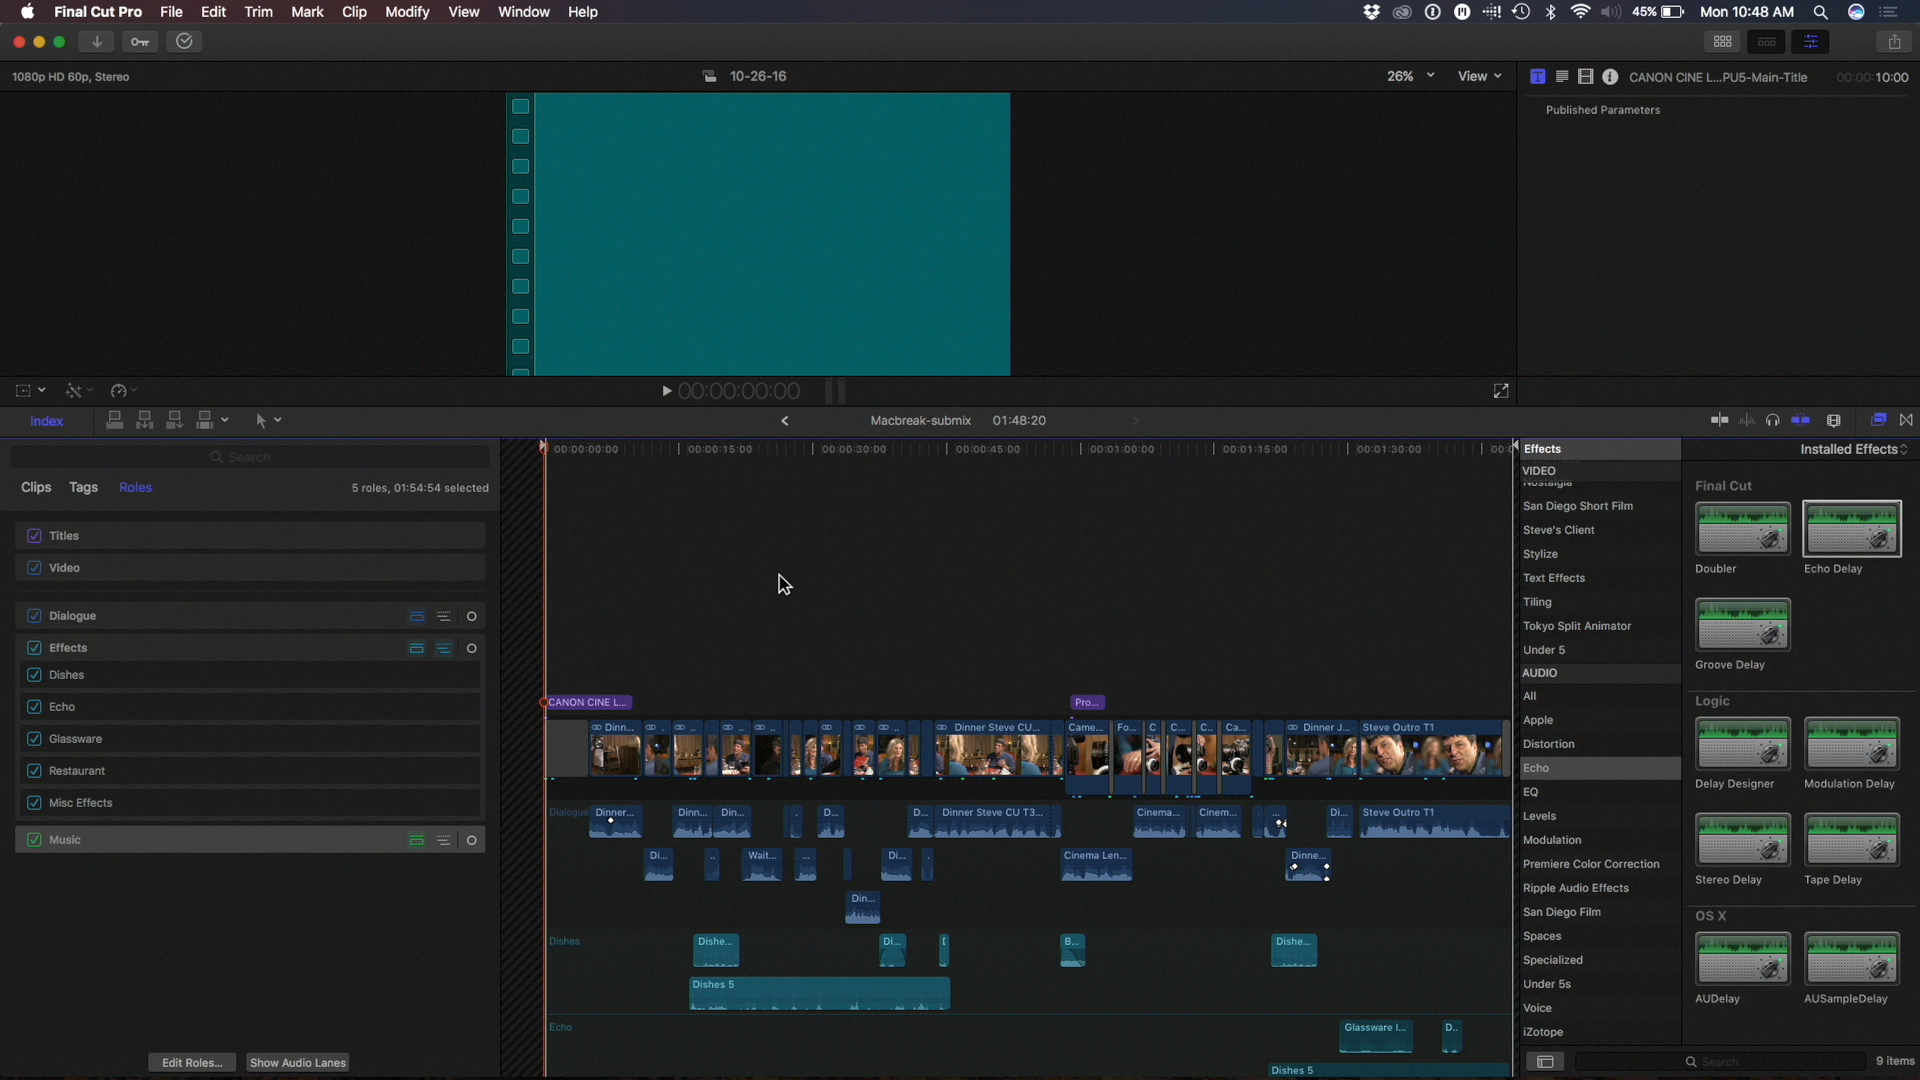 Final Cut Pro File Edit Trim Mark Clip Modify View Window Help 45% Mon 10:48 AM
1080p HD 60p, Stereo 10-26-16 26% View CANON CINE L...PU5-Main-Title 00:00:10:00
Published Parameters
00:00:00:00
Index Macbreak-submix 01:48:20
Search
Clips Tags Roles 5 roles, 01:54:54 selected
Titles
Video
Dialogue
Effects
Dishes
Echo
Glassware
Restaurant
Misc Effects
Music
Edit Roles... Show Audio Lanes
00:00:00:00 00:00:15:00 00:00:30:00 00:00:45:00 00:01:00:00 00:01:15:00 00:01:30:00 00:0
CANON CINE L... Pro...
Dinn... Dinner Steve CU... Came... Fo... C C... C.. Ca... Dinner J... Steve Outro T1
Dialogue Dinner... Dinn... Din... .. D... D... Dinner Steve CU T3... Cinema... Cinem... ... Di... Steve Outro T1
Di... .. Wait... ... Di... . Cinema Len... Dinne...
Din...
Dishes Dishe... Di... B... Dishe...
Dishes 5
Echo Glassware I... D..
Dishes 5
Effects
VIDEO
Nostalgia
San Diego Short Film
Steve's Client
Stylize
Text Effects
Tiling
Tokyo Split Animator
Under 5
AUDIO
All
Apple
Distortion
Echo
EQ
Levels
Modulation
Premiere Color Correction
Ripple Audio Effects
San Diego Film
Spaces
Specialized
Under 5s
Voice
iZotope
Installed Effects
Final Cut
Doubler Echo Delay
Groove Delay
Logic
Delay Designer Modulation Delay
Stereo Delay Tape Delay
OS X
AUDelay AUSampleDelay
Search 9 items